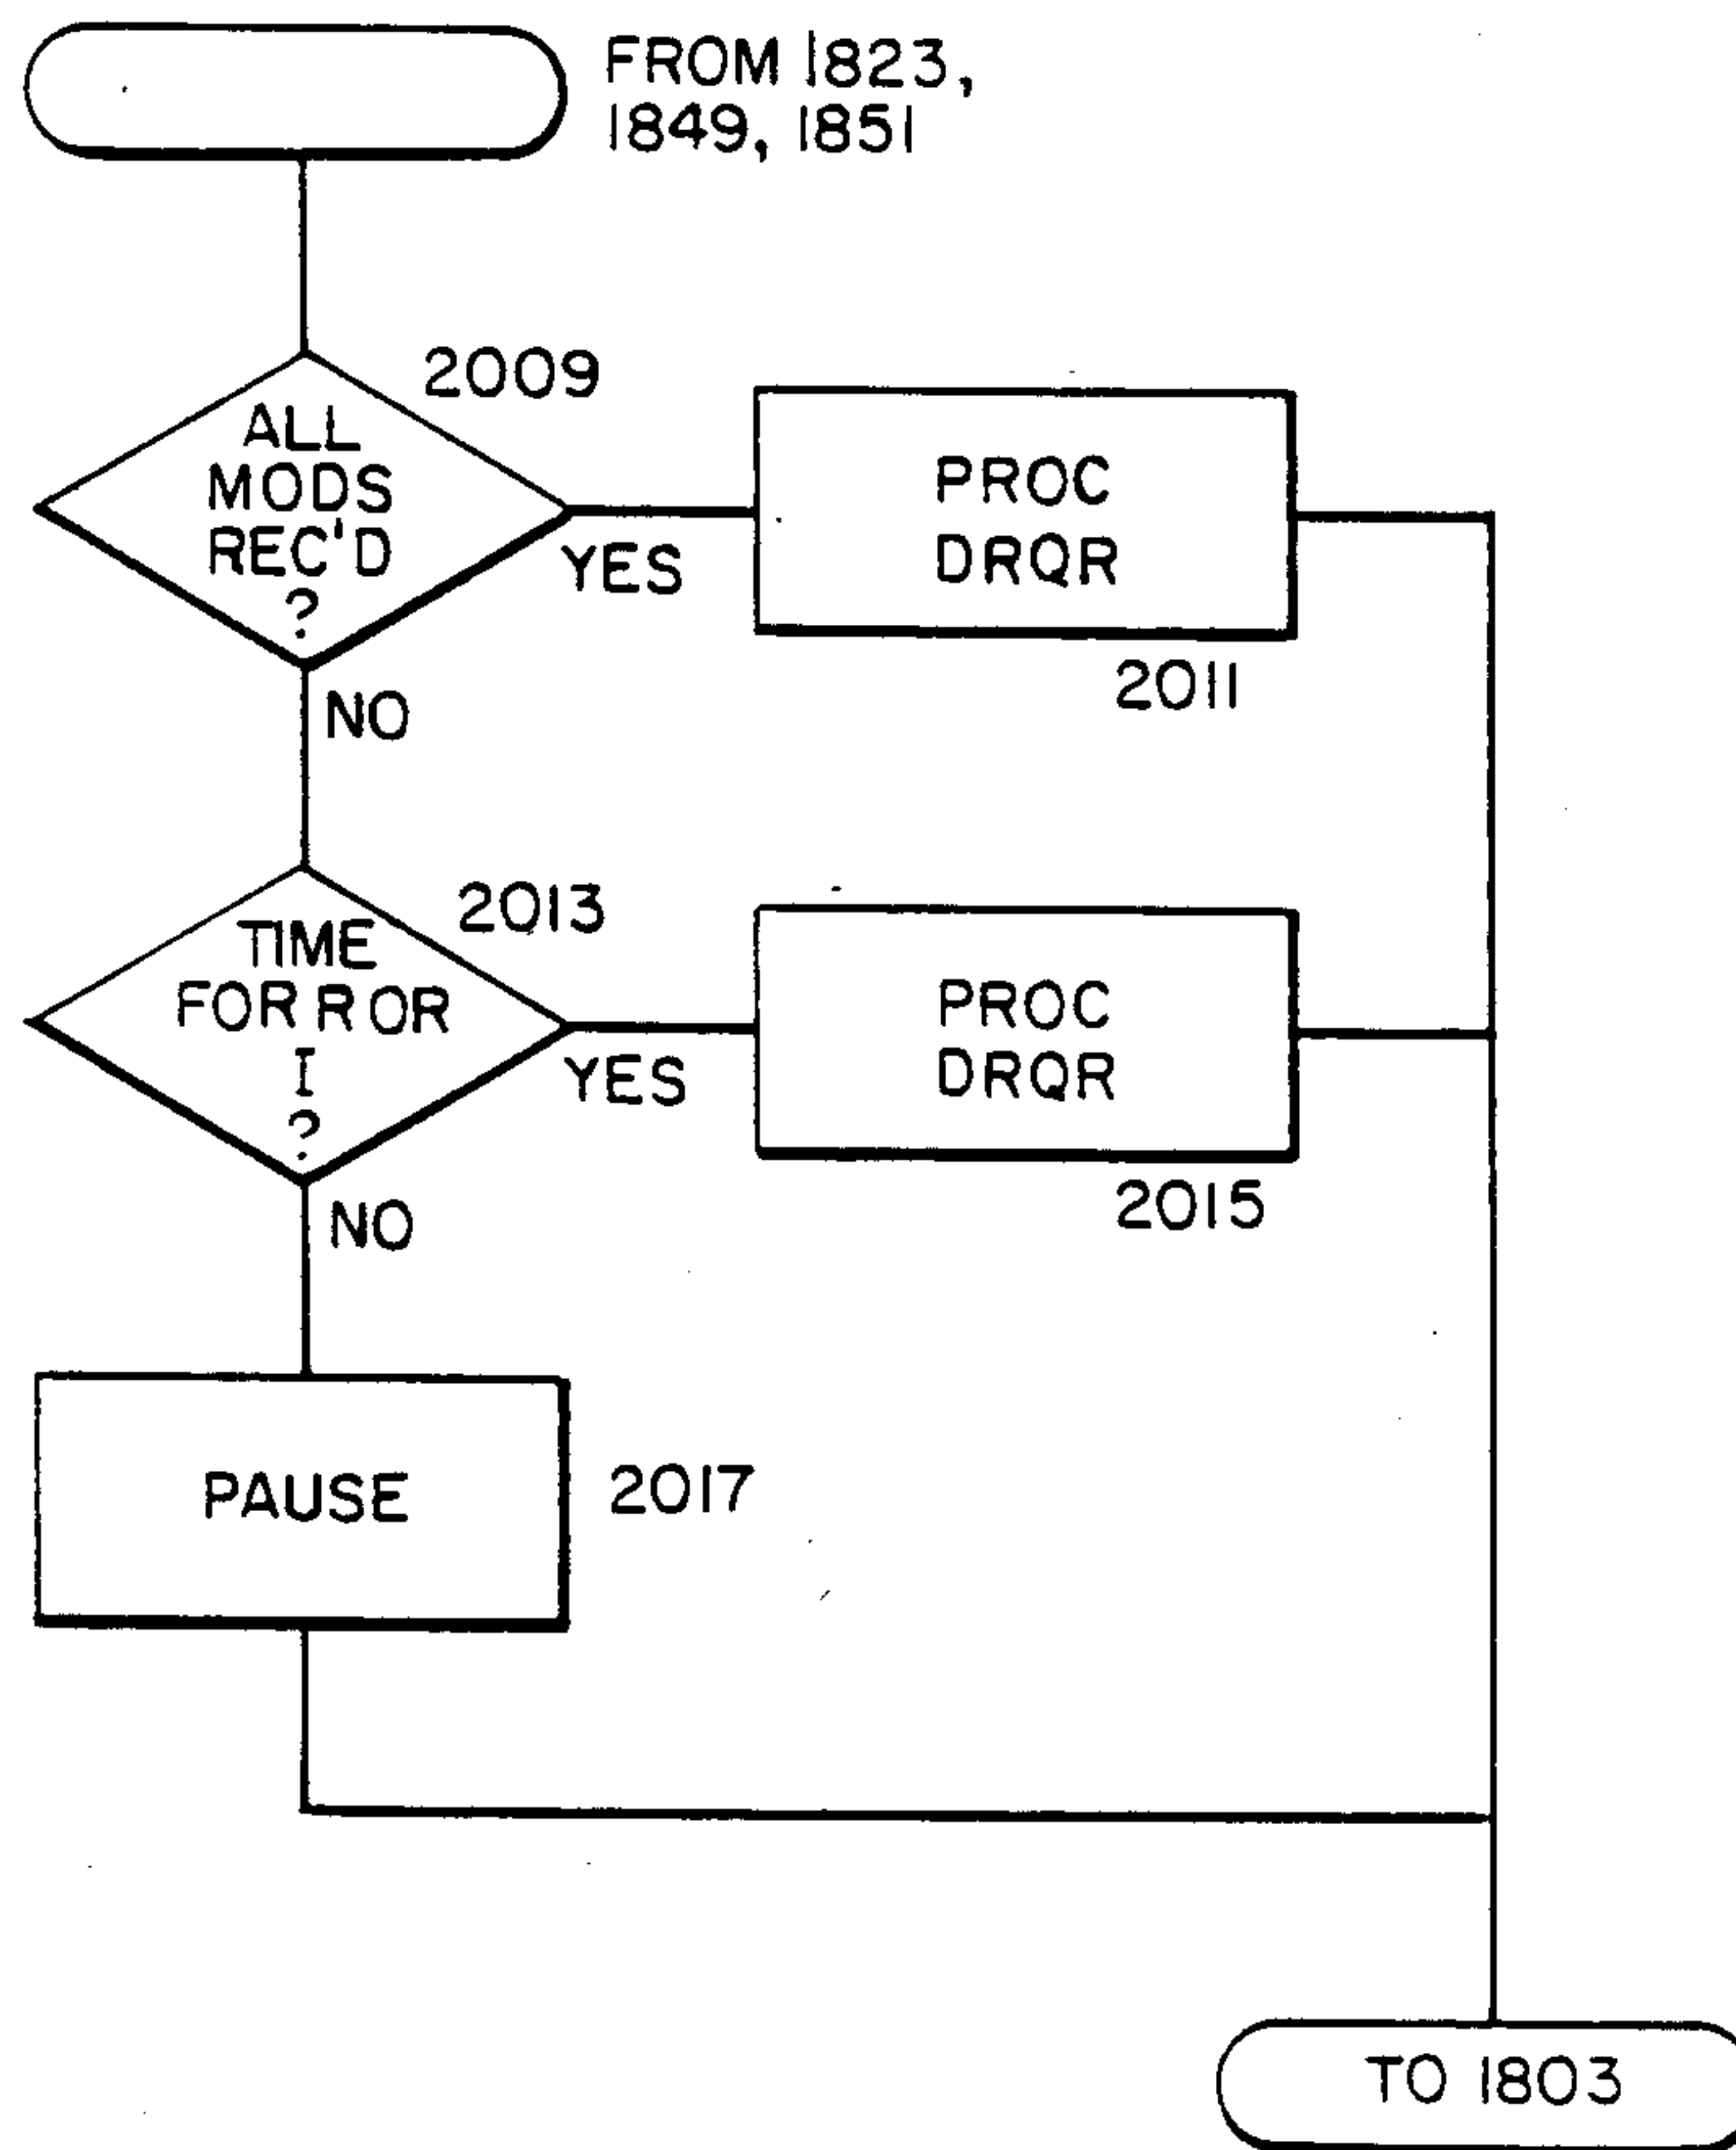 FROM 1823,
1849, 1851
2009
ALL
MODS
REC'D
?
YES
PROC
DRQR
2011
NO
2013
TIME
FOR R OR
I
?
YES
PROC
DRQR
2015
NO
PAUSE
2017
TO 1803